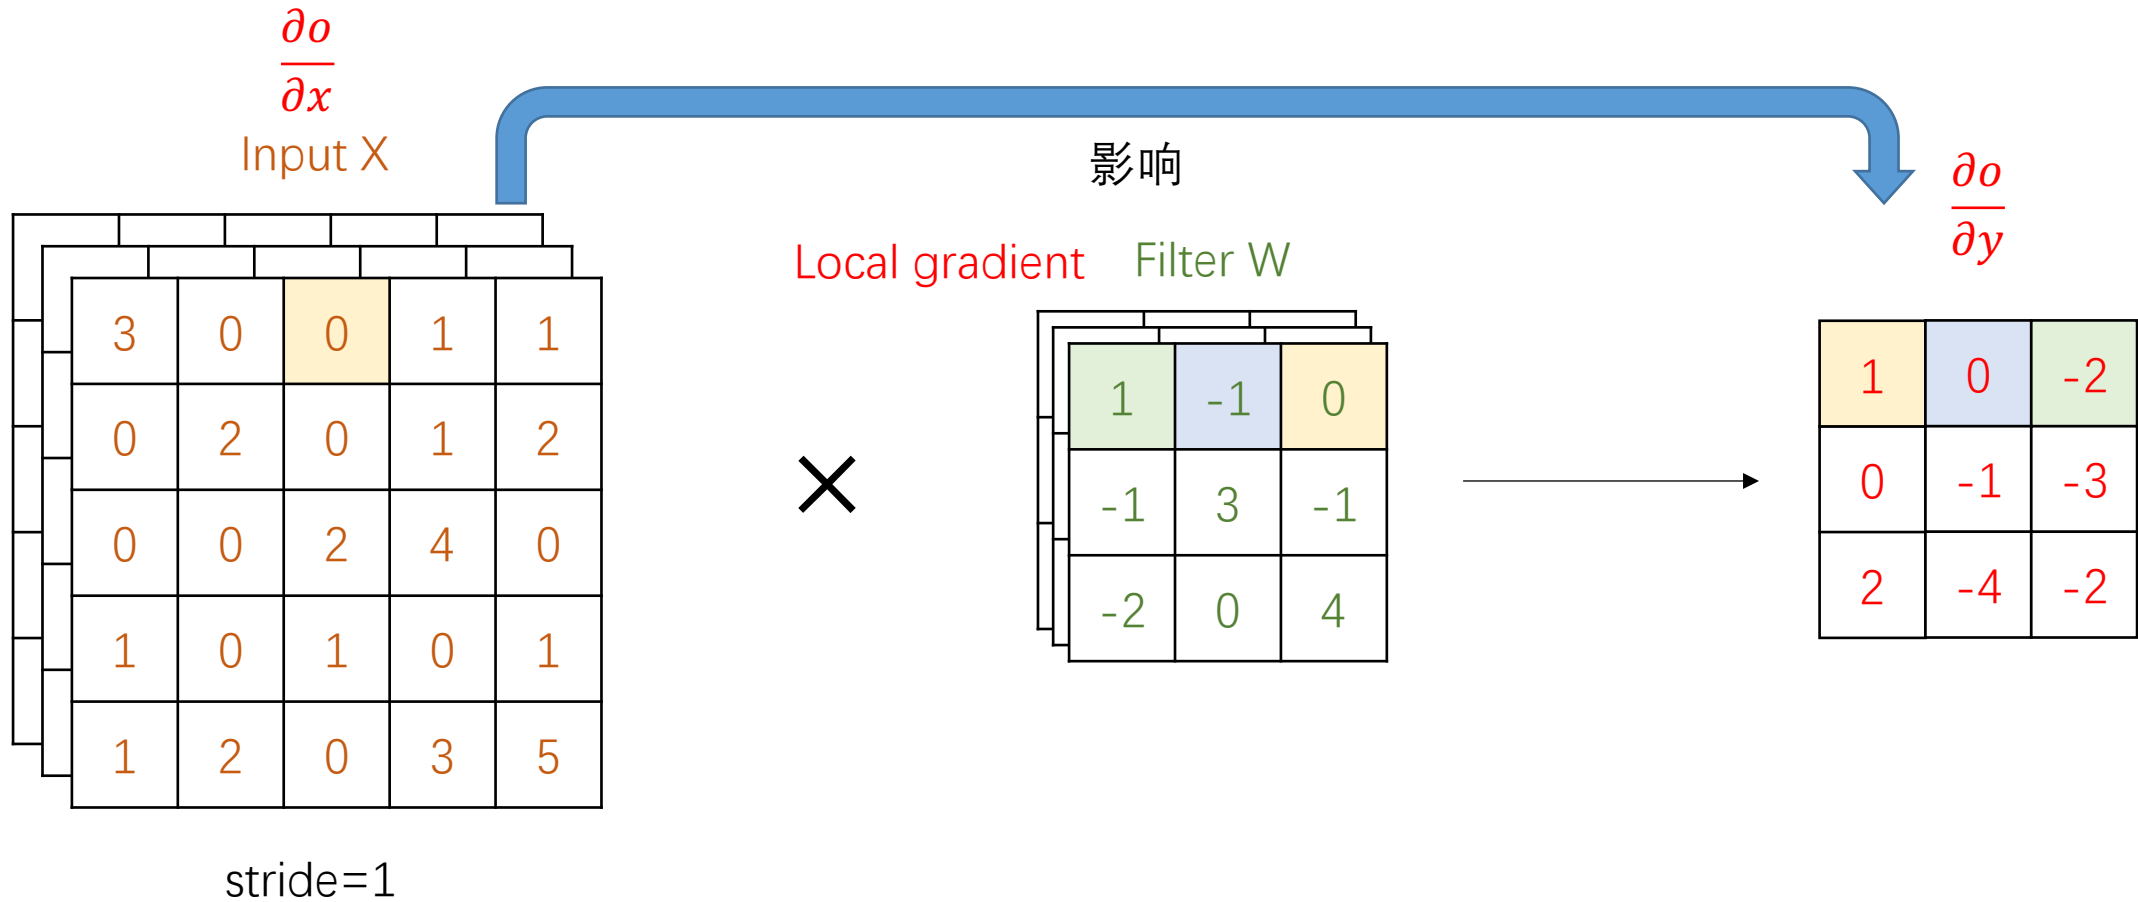 ∂o
∂x
Input X
影响
∂o
∂y
Local gradient Filter W
3 0 0 1 1
0 2 0 1 2
0 0 2 4 0
1 0 1 0 1
1 2 0 3 5
×
1 -1 0
-1 3 -1
-2 0 4
1 0 -2
0 -1 -3
2 -4 -2
stride=1